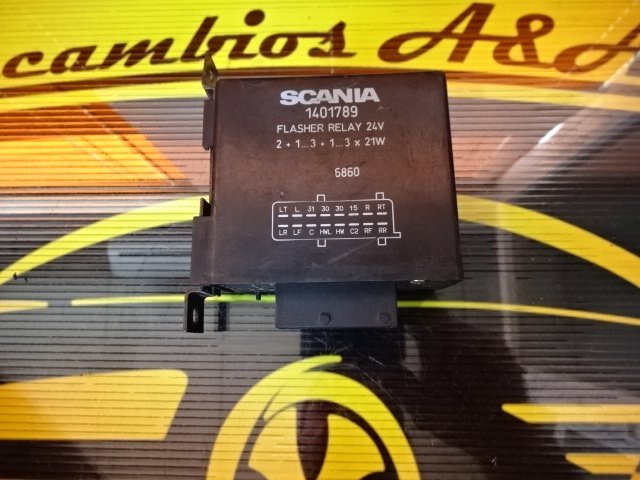 cambios A&A
SCANIA
1401789
FLASHER RELAY 24V
2 + 1...3 + 1...3 x 21W
5860
LT L 31 30 30 15 R RT
LR LF C HWL HW C2 RF RR